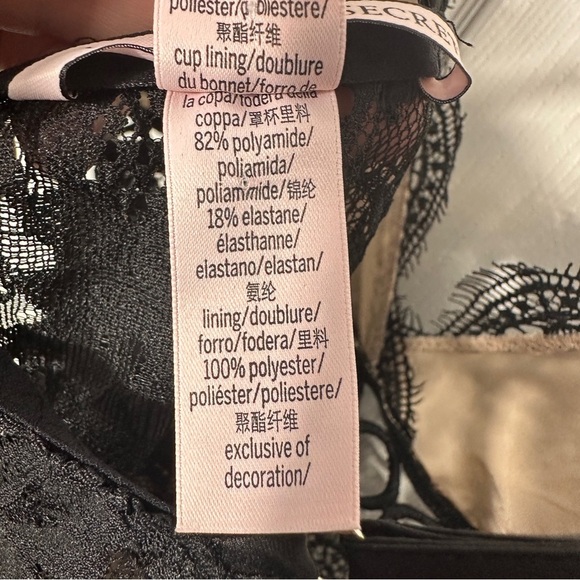 poliester/poliestere/
聚酯纤维
cup lining/doublure
du bonnet/forro de
la copa/fodera della
coppa/罩杯里料
82% polyamide/
poliamida/
poliammide/锦纶
18% elastane/
élasthanne/
elastano/elastan/
氨纶
lining/doublure/
forro/fodera/里料
100% polyester/
poliéster/poliestere/
聚酯纤维
exclusive of
decoration/
SECRE